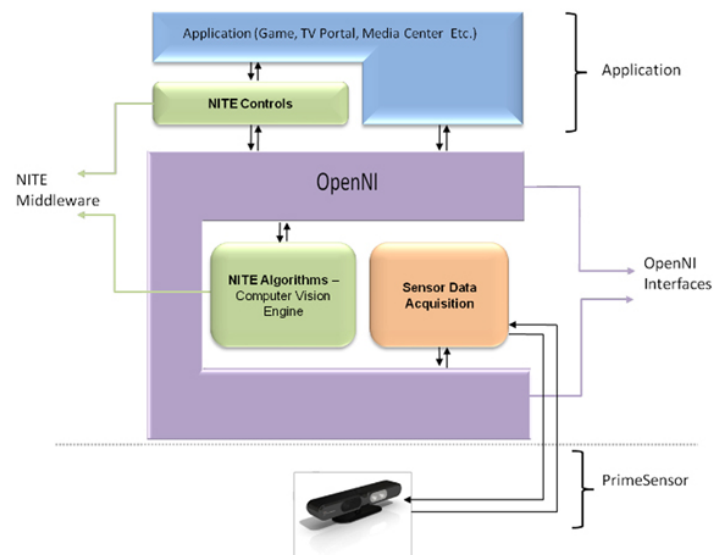 Application (Game, TV Portal, Media Center Etc.)
Application
NITE Controls
NITE
Middleware
OpenNI
NITE Algorithms –
Computer Vision
Engine
Sensor Data
Acquisition
OpenNI
Interfaces
PrimeSensor